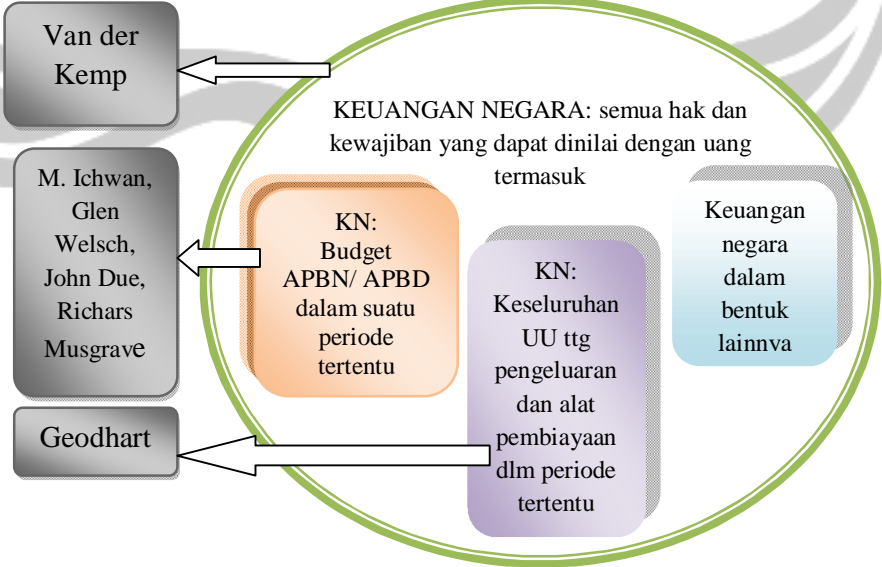 Van der
Kemp
KEUANGAN NEGARA: semua hak dan
kewajiban yang dapat dinilai dengan uang
termasuk
M. Ichwan,
Glen
Welsch,
John Due,
Richars
Musgrave
KN:
Budget
APBN/ APBD
dalam suatu
periode
tertentu
KN:
Keseluruhan
UU ttg
pengeluaran
dan alat
pembiayaan
dlm periode
tertentu
Keuangan
negara
dalam
bentuk
lainnya
Geodhart